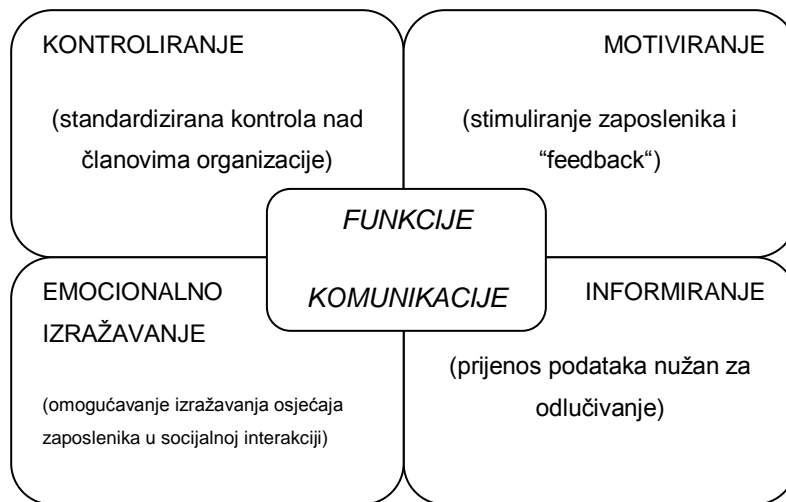 KONTROLIRANJE
(standardizirana kontrola nad
članovima organizacije)
MOTIVIRANJE
(stimuliranje zaposlenika i
“feedback“)
FUNKCIJE
KOMUNIKACIJE
EMOCIONALNO
IZRAŽAVANJE
(omogućavanje izražavanja osjećaja
zaposlenika u socijalnoj interakciji)
INFORMIRANJE
(prijenos podataka nužan za
odlučivanje)